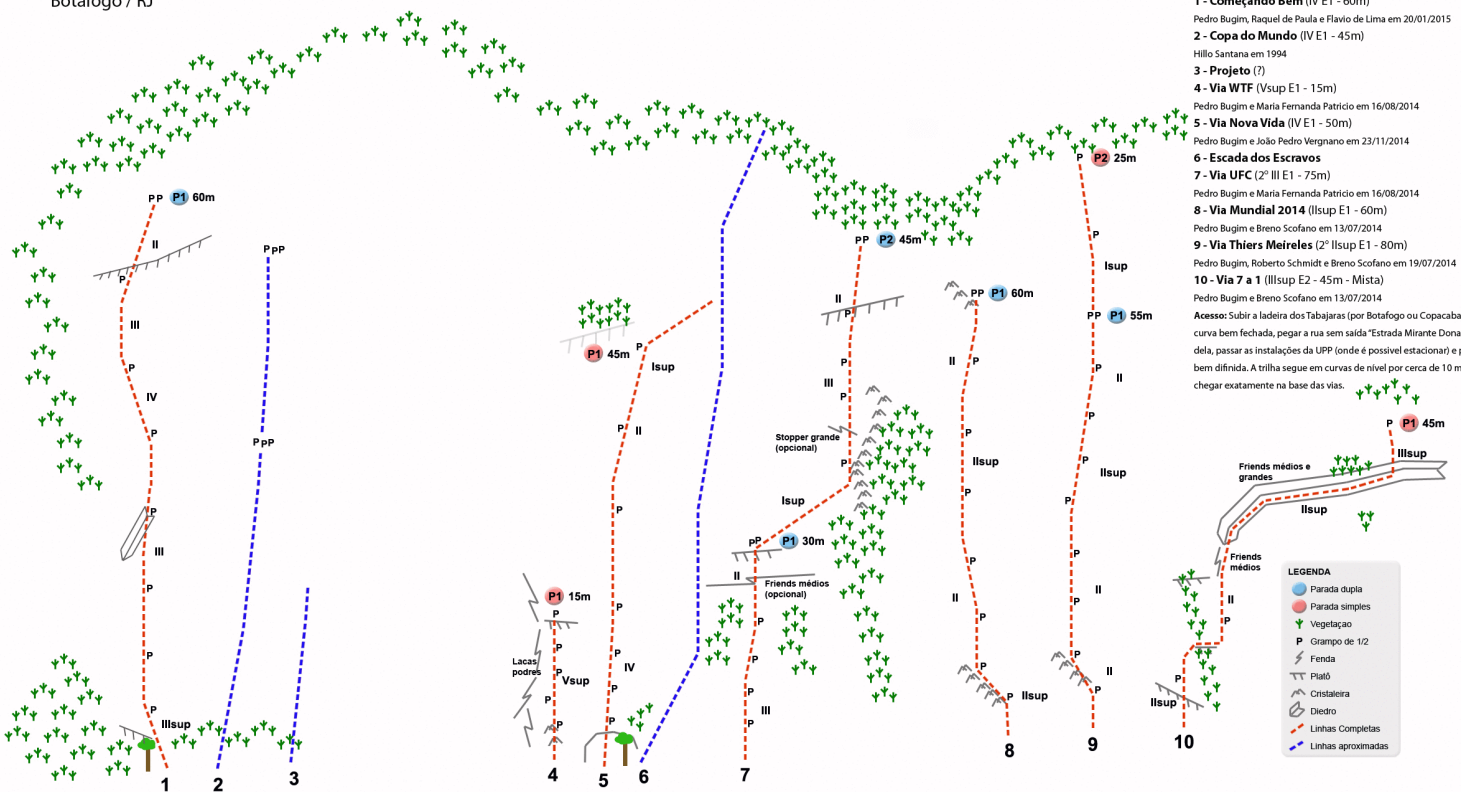 Botafogo / RJ
1 - Começando Bem (IV E1 - 60m)
Pedro Bugim, Raquel de Paula e Flavio de Lima em 20/01/2015
2 - Copa do Mundo (IV E1 - 45m)
Hillo Santana em 1994
3 - Projeto (?)
4 - Via WTF (Vsup E1 - 15m)
Pedro Bugim e Maria Fernanda Patricio em 16/08/2014
5 - Via Nova Vida (IV E1 - 50m)
Pedro Bugim e João Pedro Vergnano em 23/11/2014
6 - Escada dos Escravos
7 - Via UFC (2º III E1 - 75m)
Pedro Bugim e Maria Fernanda Patricio em 16/08/2014
8 - Via Mundial 2014 (IIsup E1 - 60m)
Pedro Bugim e Breno Scofano em 13/07/2014
9 - Via Thiers Meireles (2º IIsup E1 - 80m)
Pedro Bugim, Roberto Schmidt e Breno Scofano em 19/07/2014
10 - Via 7 a 1 (IIIsup E2 - 45m - Mista)
Pedro Bugim e Breno Scofano em 13/07/2014
Acesso: Subir a ladeira dos Tabajaras (por Botafogo ou Copacaba
curva bem fechada, pegar a rua sem saída "Estrada Mirante Dona
dela, passar as instalações da UPP (onde é possivel estacionar) e p
bem difinida. A trilha segue em curvas de nível por cerca de 10 m
chegar exatamente na base das vias.
PP P1 60m
II
P
III
P
IV
P
P
III
P
P
P
IIIsup
1
P P P
P P P
2
3
P1 15m
P
P
P
Lacas podres
Vsup
P
P
4
P1 45m
P
Isup
P
II
P
P
P
IV
P
P
5
6
PP P2 45m
II
P
P
III
P
Stopper grande
(opcional)
P
Isup
PP P1 30m
II
Friends médios
(opcional)
P
P
P
III
P
7
PP P1 60m
II
P
P
IIsup
P
P
II
P
P
P
IIsup
8
P P2 25m
P
Isup
PP P1 55m
II
P
P
IIsup
P
P
II
P
P
II
P
9
P P1 45m
IIIsup
Friends médios e
grandes
IIsup
Friends
médios
II
P
P
IIsup
10
LEGENDA
Parada dupla
Parada simples
Vegetaçao
P Grampo de 1/2
Fenda
Platô
Cristaleira
Diedro
Linhas Completas
Linhas aproximadas